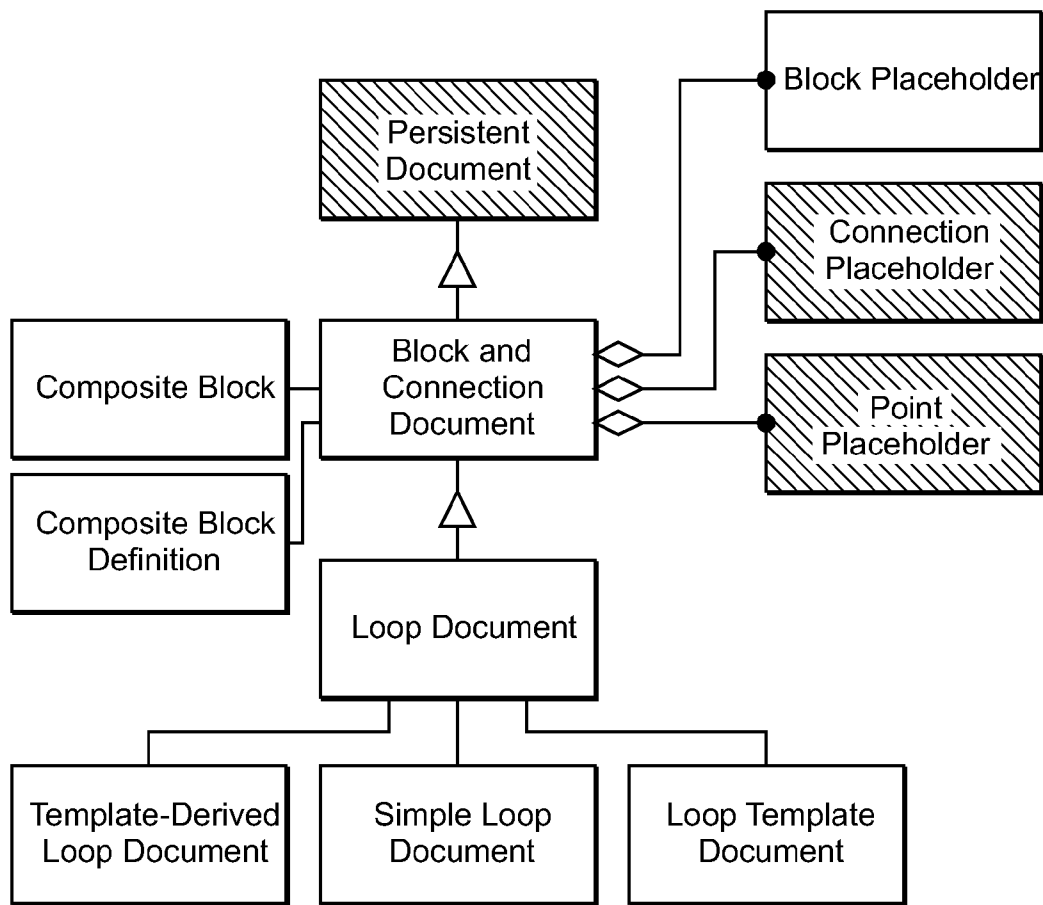 Block Placeholder
Persistent
Document
Connection
Placeholder
Composite Block
Block and
Connection
Document
Point
Placeholder
Composite Block
Definition
Loop Document
Template-Derived
Loop Document
Simple Loop
Document
Loop Template
Document